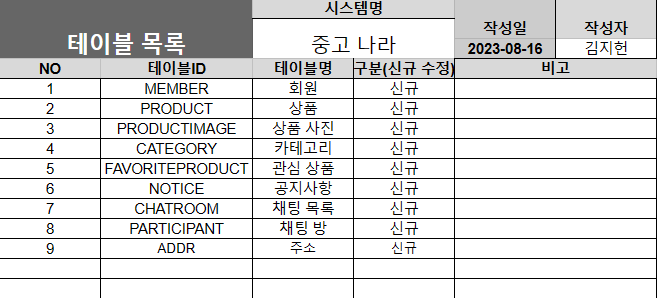 시스템명
테이블 목록 중고 나라 작성일 작성자
2023-08-16 김지헌
NO 테이블ID 테이블명 구분(신규 수정) 비고
1 MEMBER 회원 신규
2 PRODUCT 상품 신규
3 PRODUCTIMAGE 상품 사진 신규
4 CATEGORY 카테고리 신규
5 FAVORITEPRODUCT 관심 상품 신규
6 NOTICE 공지사항 신규
7 CHATROOM 채팅 목록 신규
8 PARTICIPANT 채팅 방 신규
9 ADDR 주소 신규